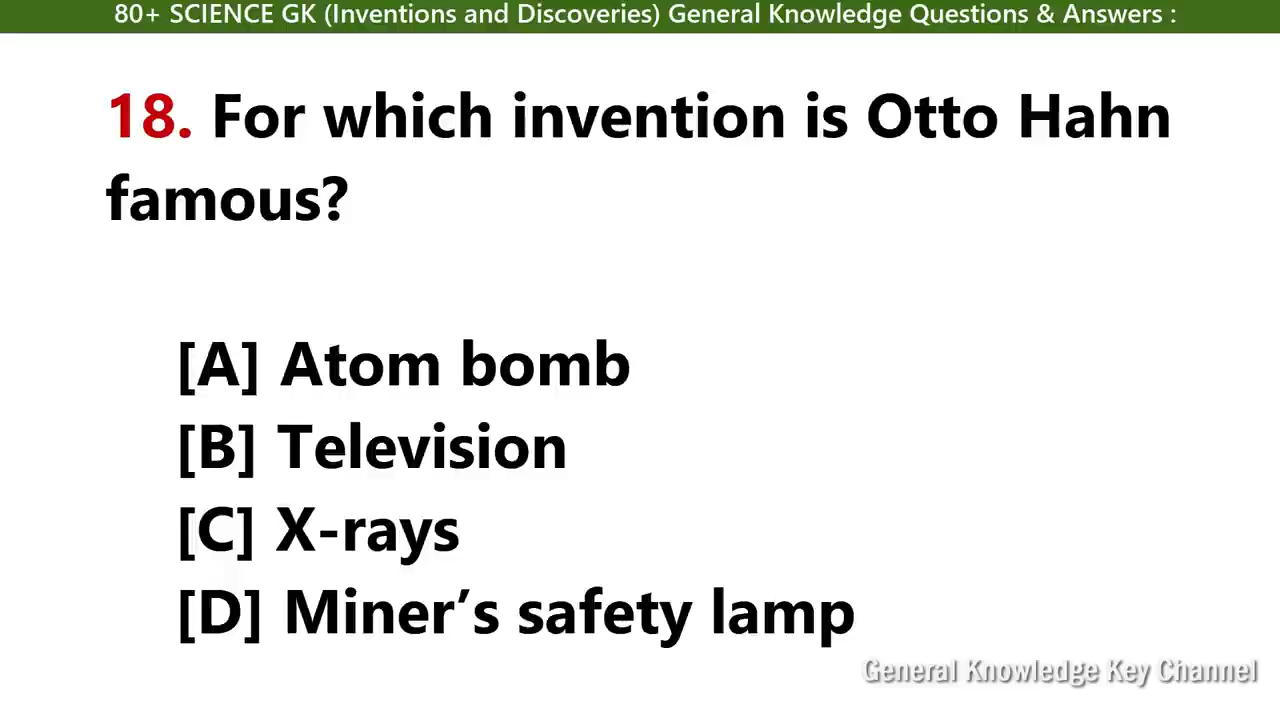 80+ SCIENCE GK (Inventions and Discoveries) General Knowledge Questions & Answers :
18. For which invention is Otto Hahn
famous?
[A] Atom bomb
[B] Television
[C] X-rays
[D] Miner’s safety lamp
General Knowledge Key Channel